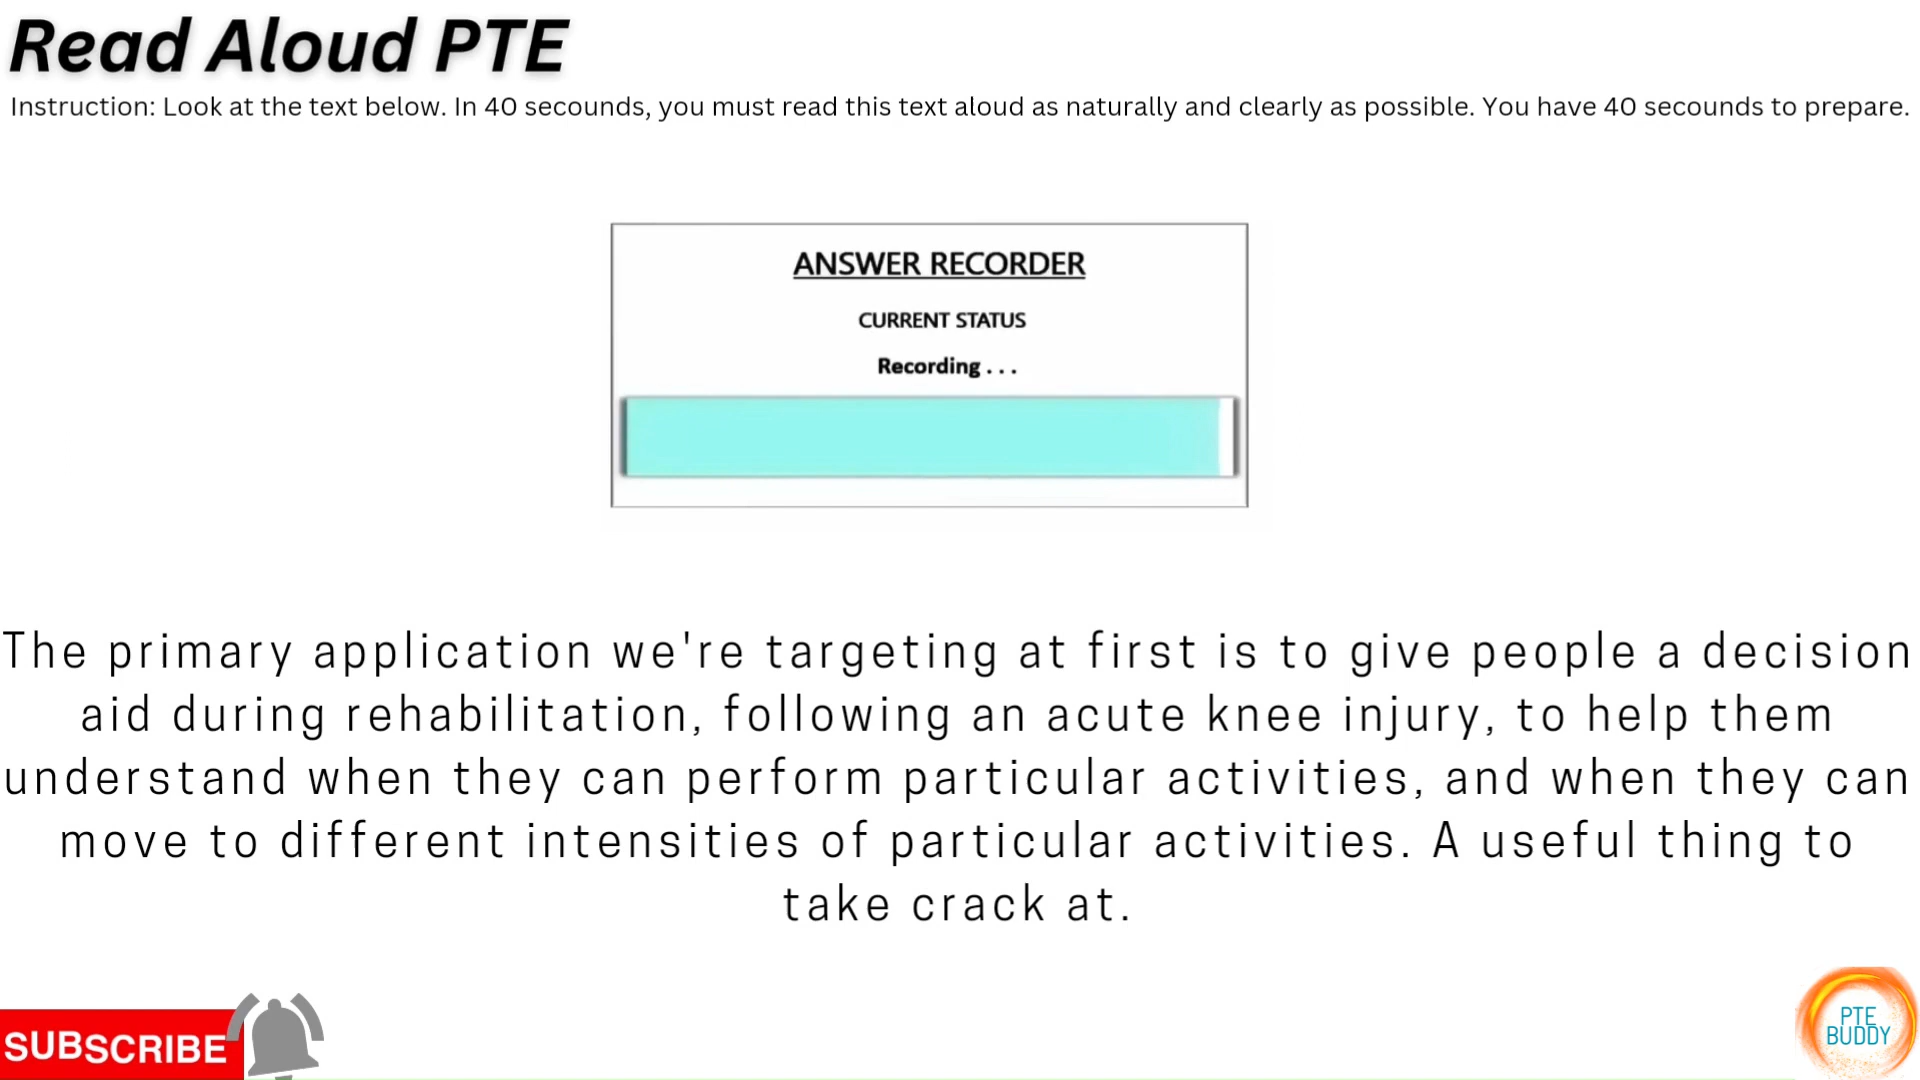 Read Aloud PTE
Instruction: Look at the text below. In 40 secounds, you must read this text aloud as naturally and clearly as possible. You have 40 secounds to prepare.
ANSWER RECORDER
CURRENT STATUS
Recording . . .
The primary application we're targeting at first is to give people a decision
aid during rehabilitation, following an acute knee injury, to help them
understand when they can perform particular activities, and when they can
move to different intensities of particular activities. A useful thing to
take crack at.
SUBSCRIBE
PTE
BUDDY